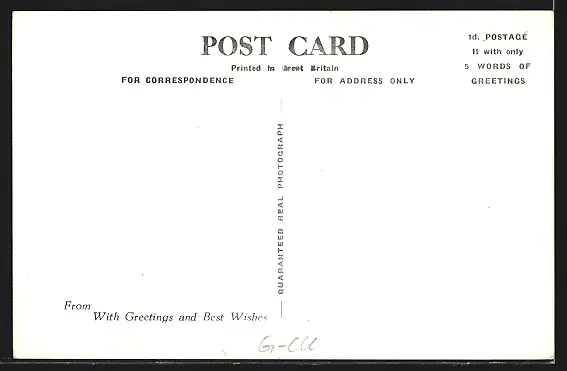 POST CARD
Printed In Great Britain
FOR CORRESPONDENCE
FOR ADDRESS ONLY
1d. POSTAGE
If with only
5 WORDS OF
GREETINGS
GUARANTEED REAL PHOTOGRAPH
From
With Greetings and Best Wishes